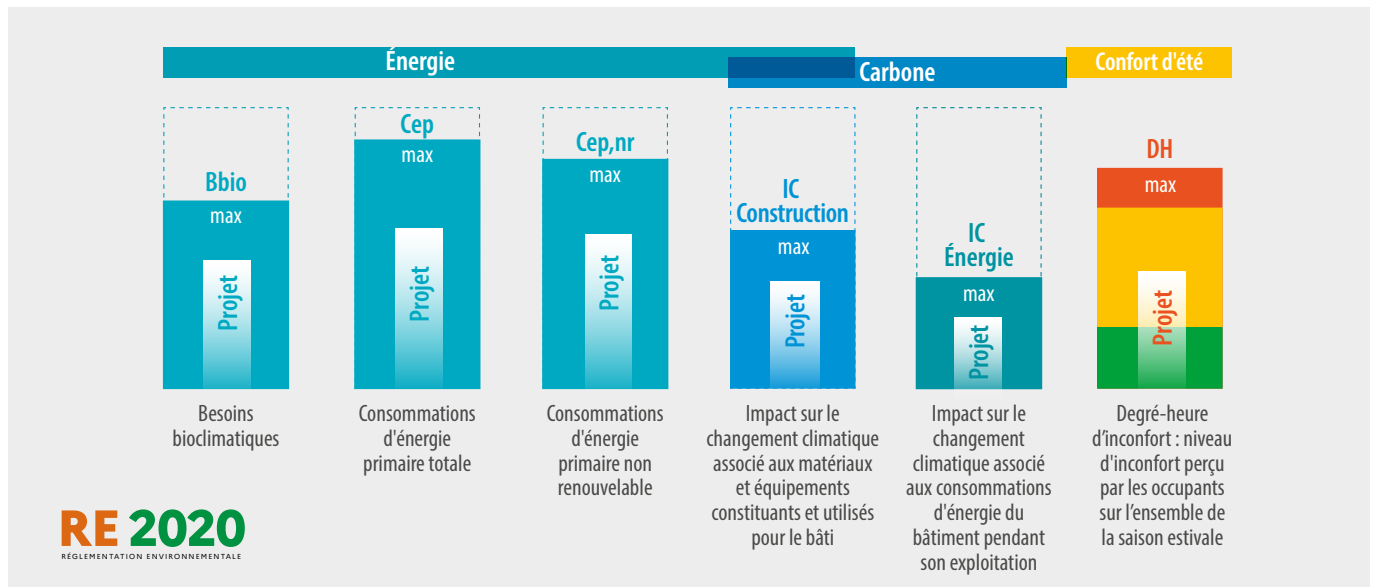 Énergie
Carbone
Confort d'été
Bbio
max
Projet
Cep
max
Projet
Cep,nr
max
Projet
IC
Construction
max
Projet
IC
Énergie
max
Projet
DH
max
Projet
Besoins
bioclimatiques
Consommations
d'énergie
primaire totale
Consommations
d'énergie
primaire non
renouvelable
Impact sur le
changement climatique
associé aux matériaux
et équipements
constituants et utilisés
pour le bâti
Impact sur le
changement
climatique associé
aux consommations
d'énergie du
bâtiment pendant
son exploitation
Degré-heure
d’inconfort : niveau
d'inconfort perçu
par les occupants
sur l’ensemble de
la saison estivale
RE 2020
RÉGLEMENTATION ENVIRONNEMENTALE